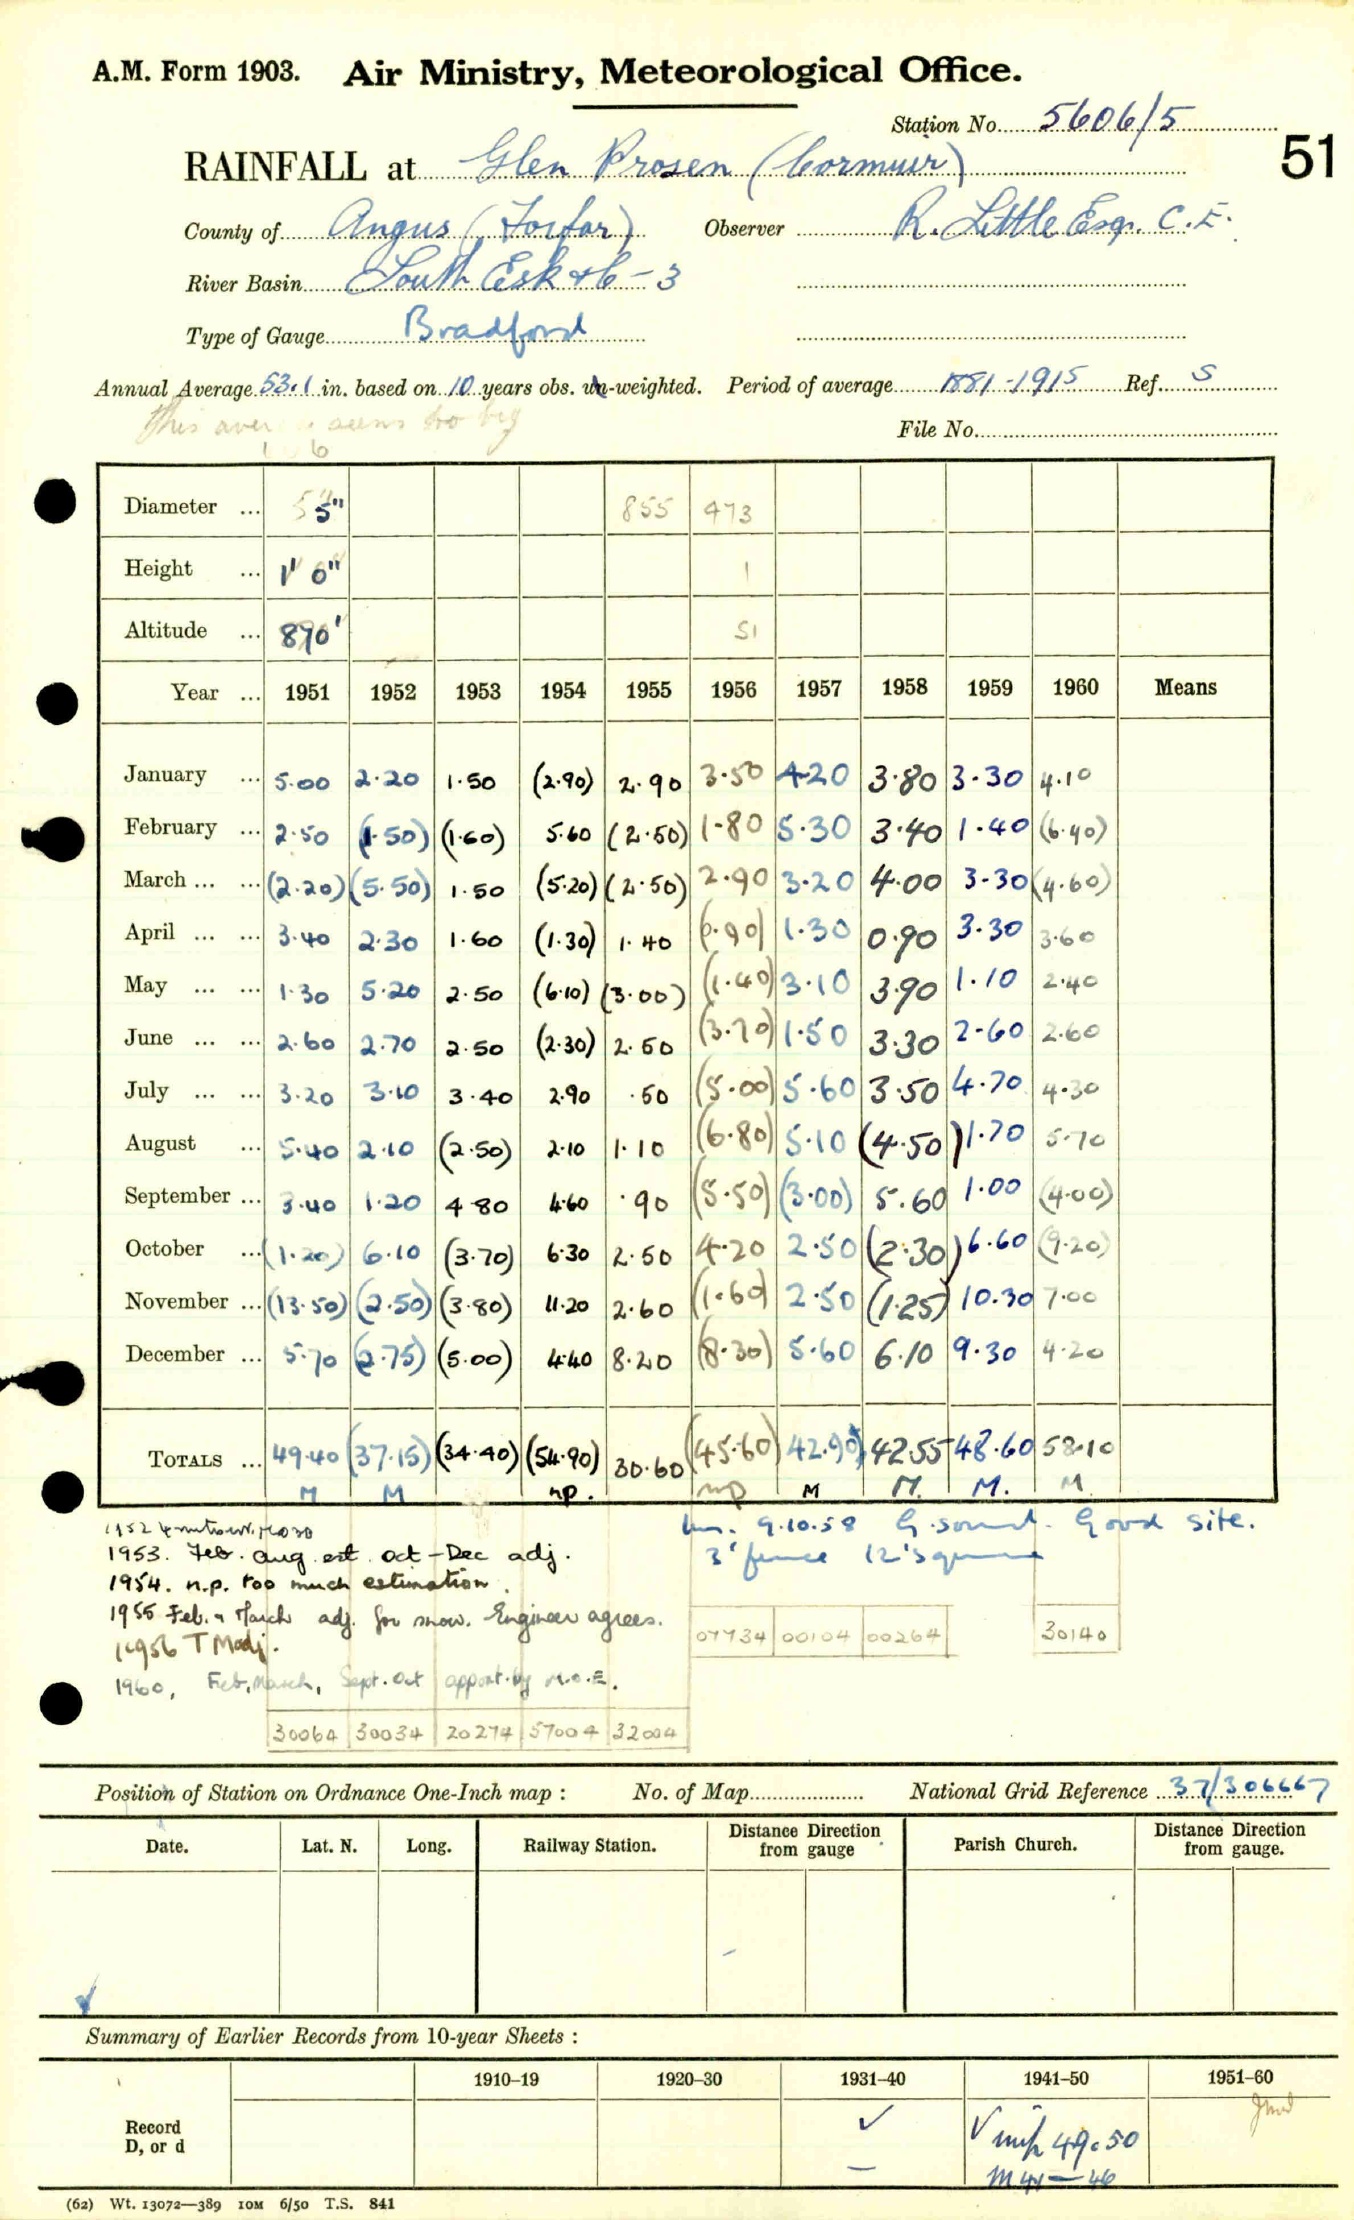 A.M. Form 1903. Air Ministry, Meteorological Office.
Station No. 5606/5
51
RAINFALL at Glen Prosen (Cormuir)
County of Angus (Forfar) Observer R. Little Esq. C.E.
River Basin South Esk &6-3
Type of Gauge Bradford
Annual Average 53.1 in. based on 10 years obs. un-weighted. Period of average 1881-1915 Ref. S
This average seems too big
File No.
Diameter ... 5" 855 473
Height ... 1' 0" 1
Altitude ... 870' 51
Year ... 1951 1952 1953 1954 1955 1956 1957 1958 1959 1960 Means
January ... 5.00 2.20 1.50 (2.90) 2.90 3.50 4.20 3.80 3.30 4.10
February ... 2.50 (1.50) (1.60) 5.60 (2.50) 1.80 5.30 3.40 1.40 (6.40)
March ... ... (2.20) (5.50) 1.50 (5.20) (2.50) 2.90 3.20 4.00 3.30 (4.60)
April ... ... 3.40 2.30 1.60 (1.30) 1.40 (0.90) 1.30 0.90 3.30 3.60
May ... ... 1.30 5.20 2.50 (6.10) (3.00) (1.40) 3.10 3.90 1.10 2.40
June ... ... 2.60 2.70 2.50 (2.30) 2.50 (3.70) 1.50 3.30 2.60 2.60
July ... ... 3.20 3.10 3.40 2.90 .50 (5.00) 5.60 3.50 4.70 4.30
August ... 5.40 2.10 (2.50) 2.10 1.10 (6.80) 5.10 (4.50) 1.70 5.70
September ... 3.40 1.20 4 80 4.60 .90 (5.50) (3.00) 5.60 1.00 (4.00)
October ... (1.20) 6.10 (3.70) 6.30 2.50 4.20 2.50 (2.30) 6.60 (9.20)
November ... (13.50) (2.50) (3.80) 11.20 2.60 (1.60) 2.50 (1.25) 10.30 7.00
December ... 5.70 (2.75) (5.00) 4.40 8.20 (8.30) 5.60 6.10 9.30 4.20
TOTALS ... 49.40 (37.15) (34.40) (54.90) 30.60 (45.60) 42.90 42.55 48.60 58.10
M M np. np M M. M. M
1952
Ins. 9.10.58 G. sound. Good site.
1953. Feb. Aug est. Oct-Dec adj.
3' fence 12' square
1954. n.p. too much estimation.
1955 Feb. & March adj. for snow. Engineer agrees.
07734 00104 00264 30140
1956 T Madj.
1960, Feb, March, Sept. Oct apport. by M.O.E.
30064 30034 20274 57004 32004
Position of Station on Ordnance One-Inch map : No. of Map National Grid Reference 37/306667
Date. Lat. N. Long. Railway Station. Distance from Direction gauge Parish Church. Distance from Direction gauge.
Summary of Earlier Records from 10-year Sheets :
1910–19 1920–30 1931–40 1941–50 1951–60
Record
D, or d
✓ ✓ 49.50
– M 41–46
(62) Wt. 13072—389 10M 6/50 T.S. 841